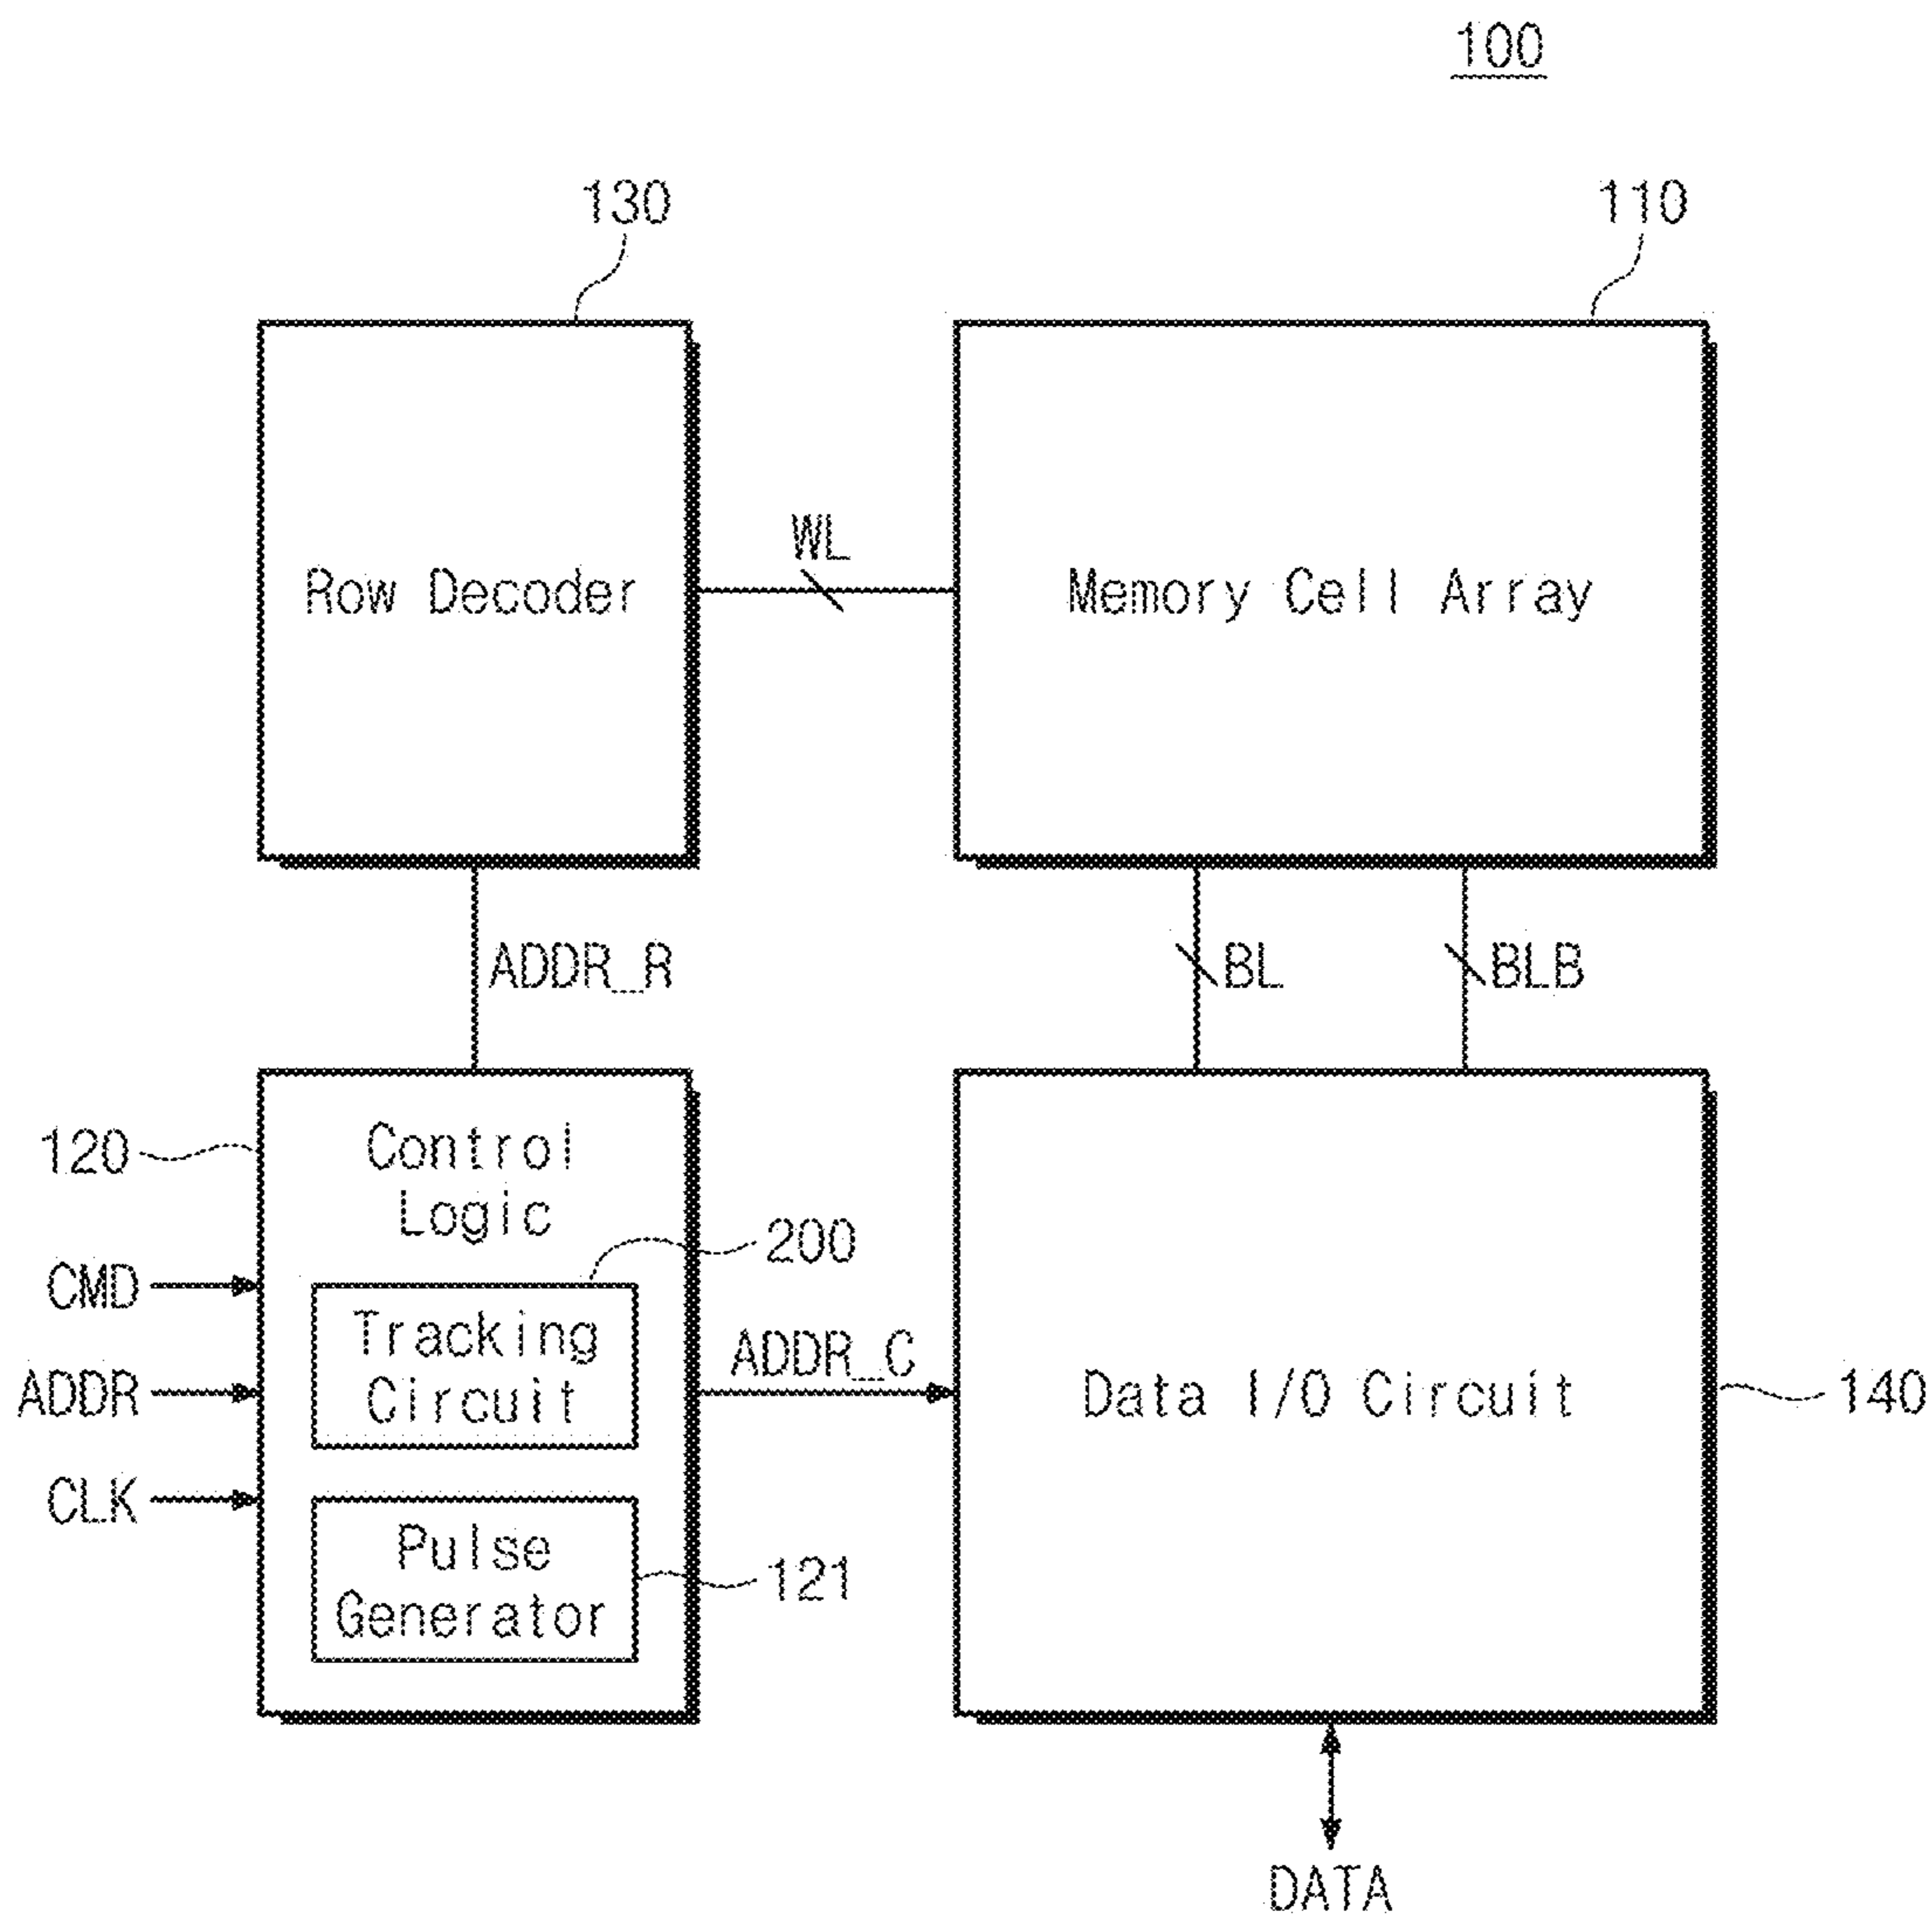 100
130
110
Row Decoder
WL
Memory Cell Array
ADDR_R
BL
BLB
120
Control
Logic
200
CMD
Tracking
Circuit
ADDR
ADDR_C
Data I/O Circuit
140
CLK
Pulse
Generator
121
DATA